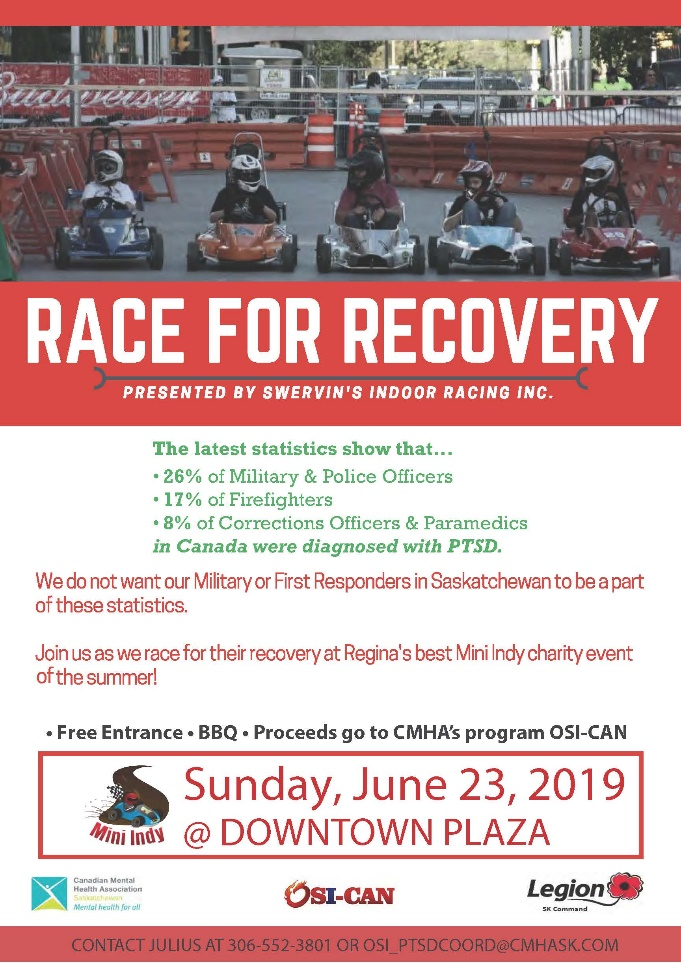 Budweiser
RACE FOR RECOVERY
PRESENTED BY SWERVIN'S INDOOR RACING INC.
The latest statistics show that...
• 26% of Military & Police Officers
• 17% of Firefighters
• 8% of Corrections Officers & Paramedics
in Canada were diagnosed with PTSD.
We do not want our Military or First Responders in Saskatchewan to be a part
of these statistics.
Join us as we race for their recovery at Regina's best Mini Indy charity event
of the summer!
• Free Entrance • BBQ • Proceeds go to CMHA's program OSI-CAN
Mini Indy
Sunday, June 23, 2019
@ DOWNTOWN PLAZA
Canadian Mental
Health Association
Saskatchewan
Mental health for all
OSI-CAN
Legion
SK Command
CONTACT JULIUS AT 306-552-3801 OR OSI_PTSDCOORD@CMHASK.COM